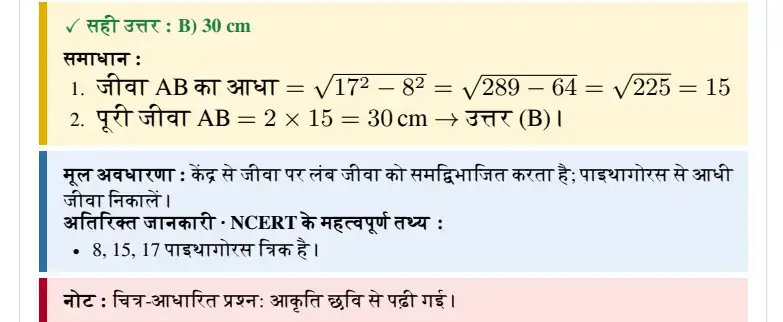 ✓ सही उत्तर : B) 30 cm
समाधान :
1. जीवा AB का आधा = √(17² − 8²) = √(289 − 64) = √225 = 15
2. पूरी जीवा AB = 2 × 15 = 30 cm → उत्तर (B)।
मूल अवधारणा : केंद्र से जीवा पर लंब जीवा को समद्विभाजित करता है; पाइथागोरस से आधी
जीवा निकालें।
अतिरिक्त जानकारी · NCERT के महत्वपूर्ण तथ्य :
• 8, 15, 17 पाइथागोरस त्रिक है।
नोट : चित्र-आधारित प्रश्न: आकृति छवि से पढ़ी गई।